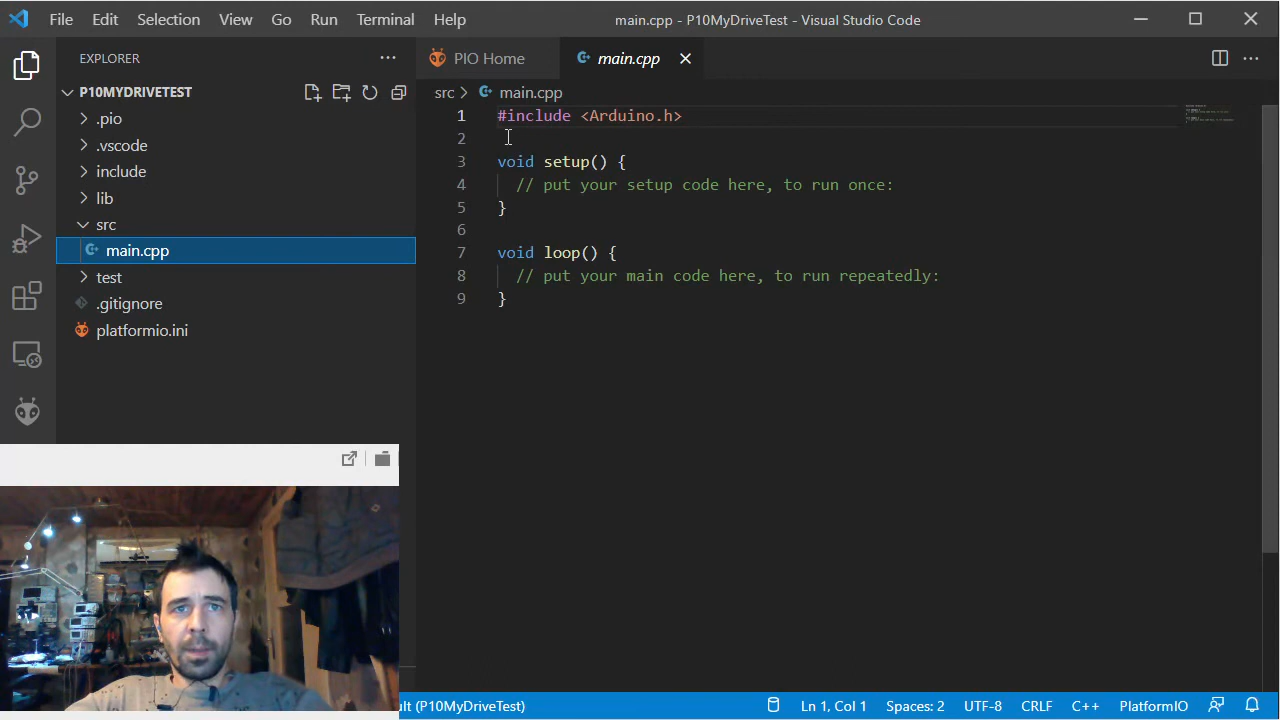 File Edit Selection View Go Run Terminal Help main.cpp - P10MyDriveTest - Visual Studio Code
EXPLORER
P10MYDRIVETEST
.pio
.vscode
include
lib
src
main.cpp
test
.gitignore
platformio.ini
PIO Home main.cpp
src main.cpp
1 #include <Arduino.h>
2
3 void setup() {
4 // put your setup code here, to run once:
5 }
6
7 void loop() {
8 // put your main code here, to run repeatedly:
9 }
ult (P10MyDriveTest) Ln 1, Col 1 Spaces: 2 UTF-8 CRLF C++ PlatformIO